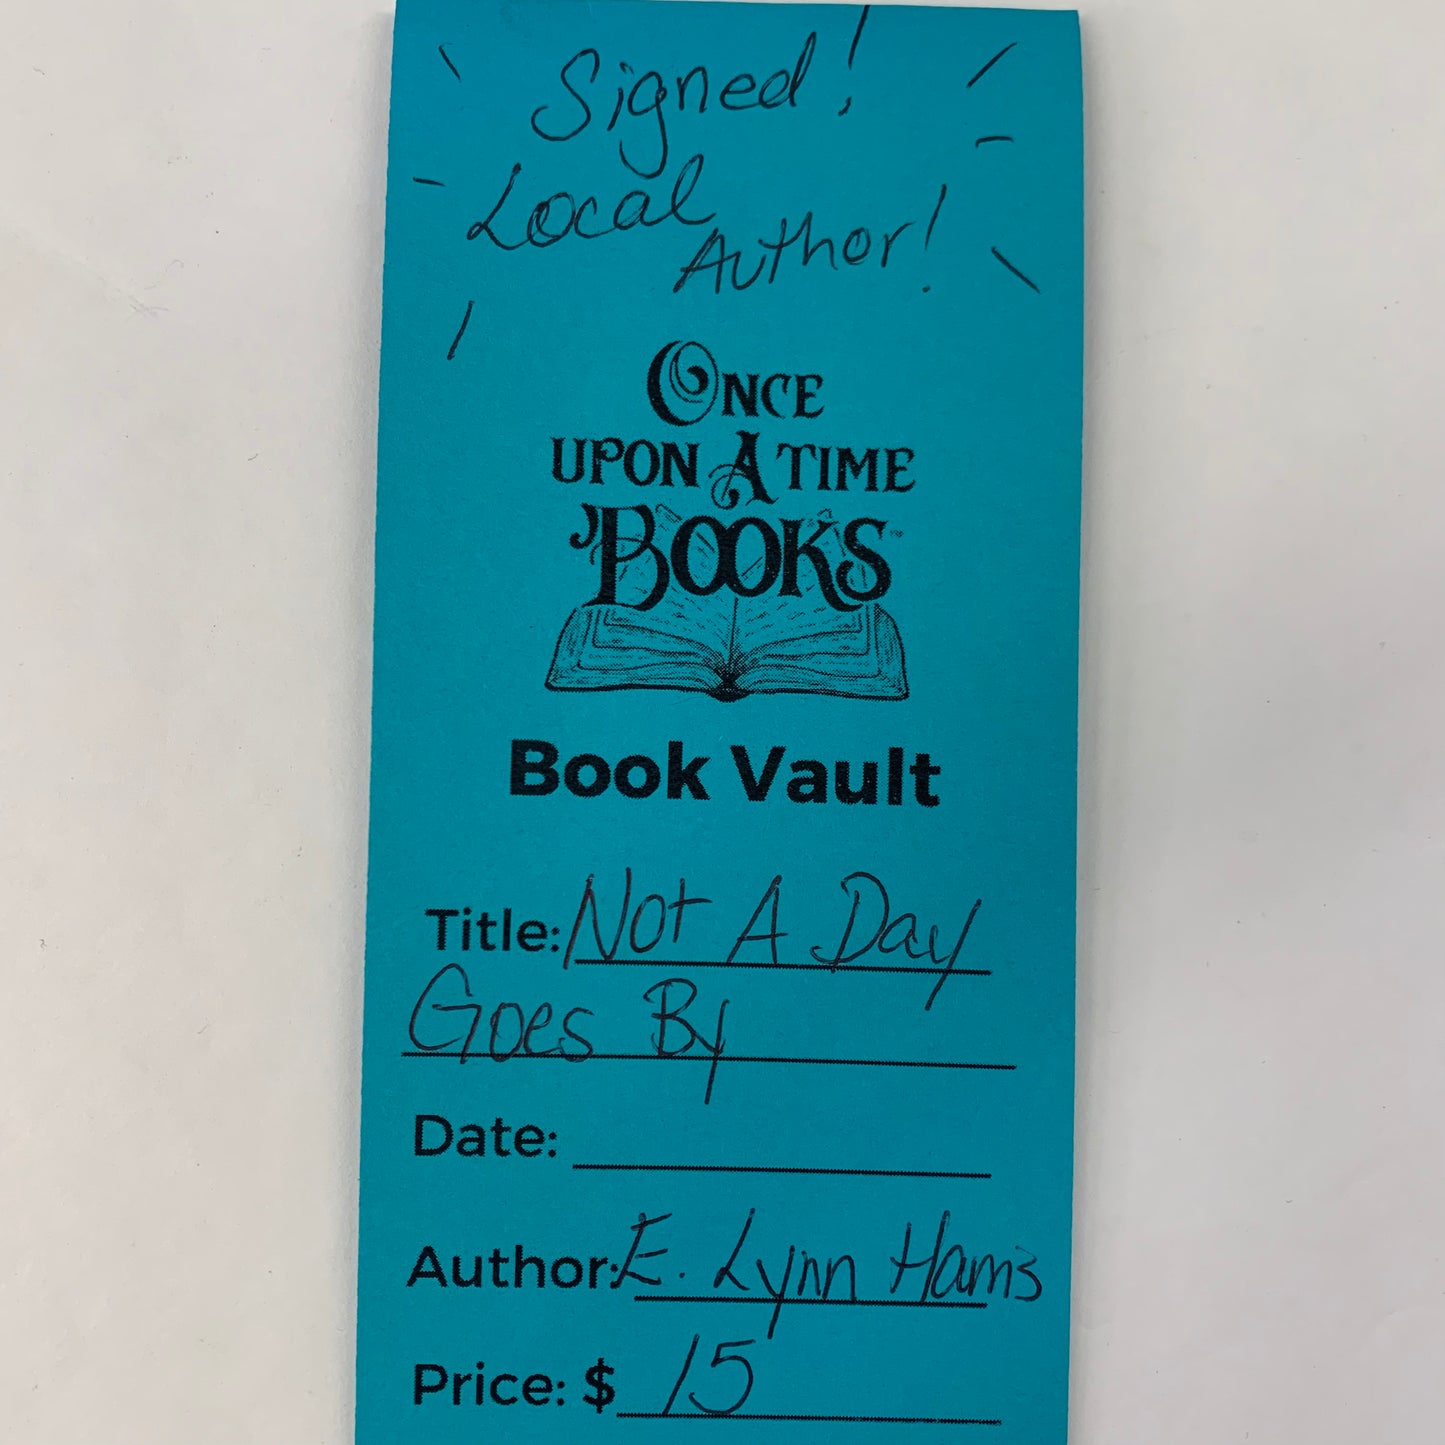 Signed!
Local
Author!
ONCE
UPON A TIME
BOOKS™
Book Vault
Title: Not A Day
Goes By
Date:
Author: E. Lynn Harris
Price: $ 15